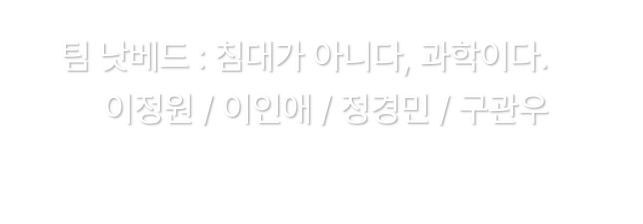 팀 낫베드 : 침대가 아니다, 과학이다.
이정원 / 이인애 / 정경민 / 구관우